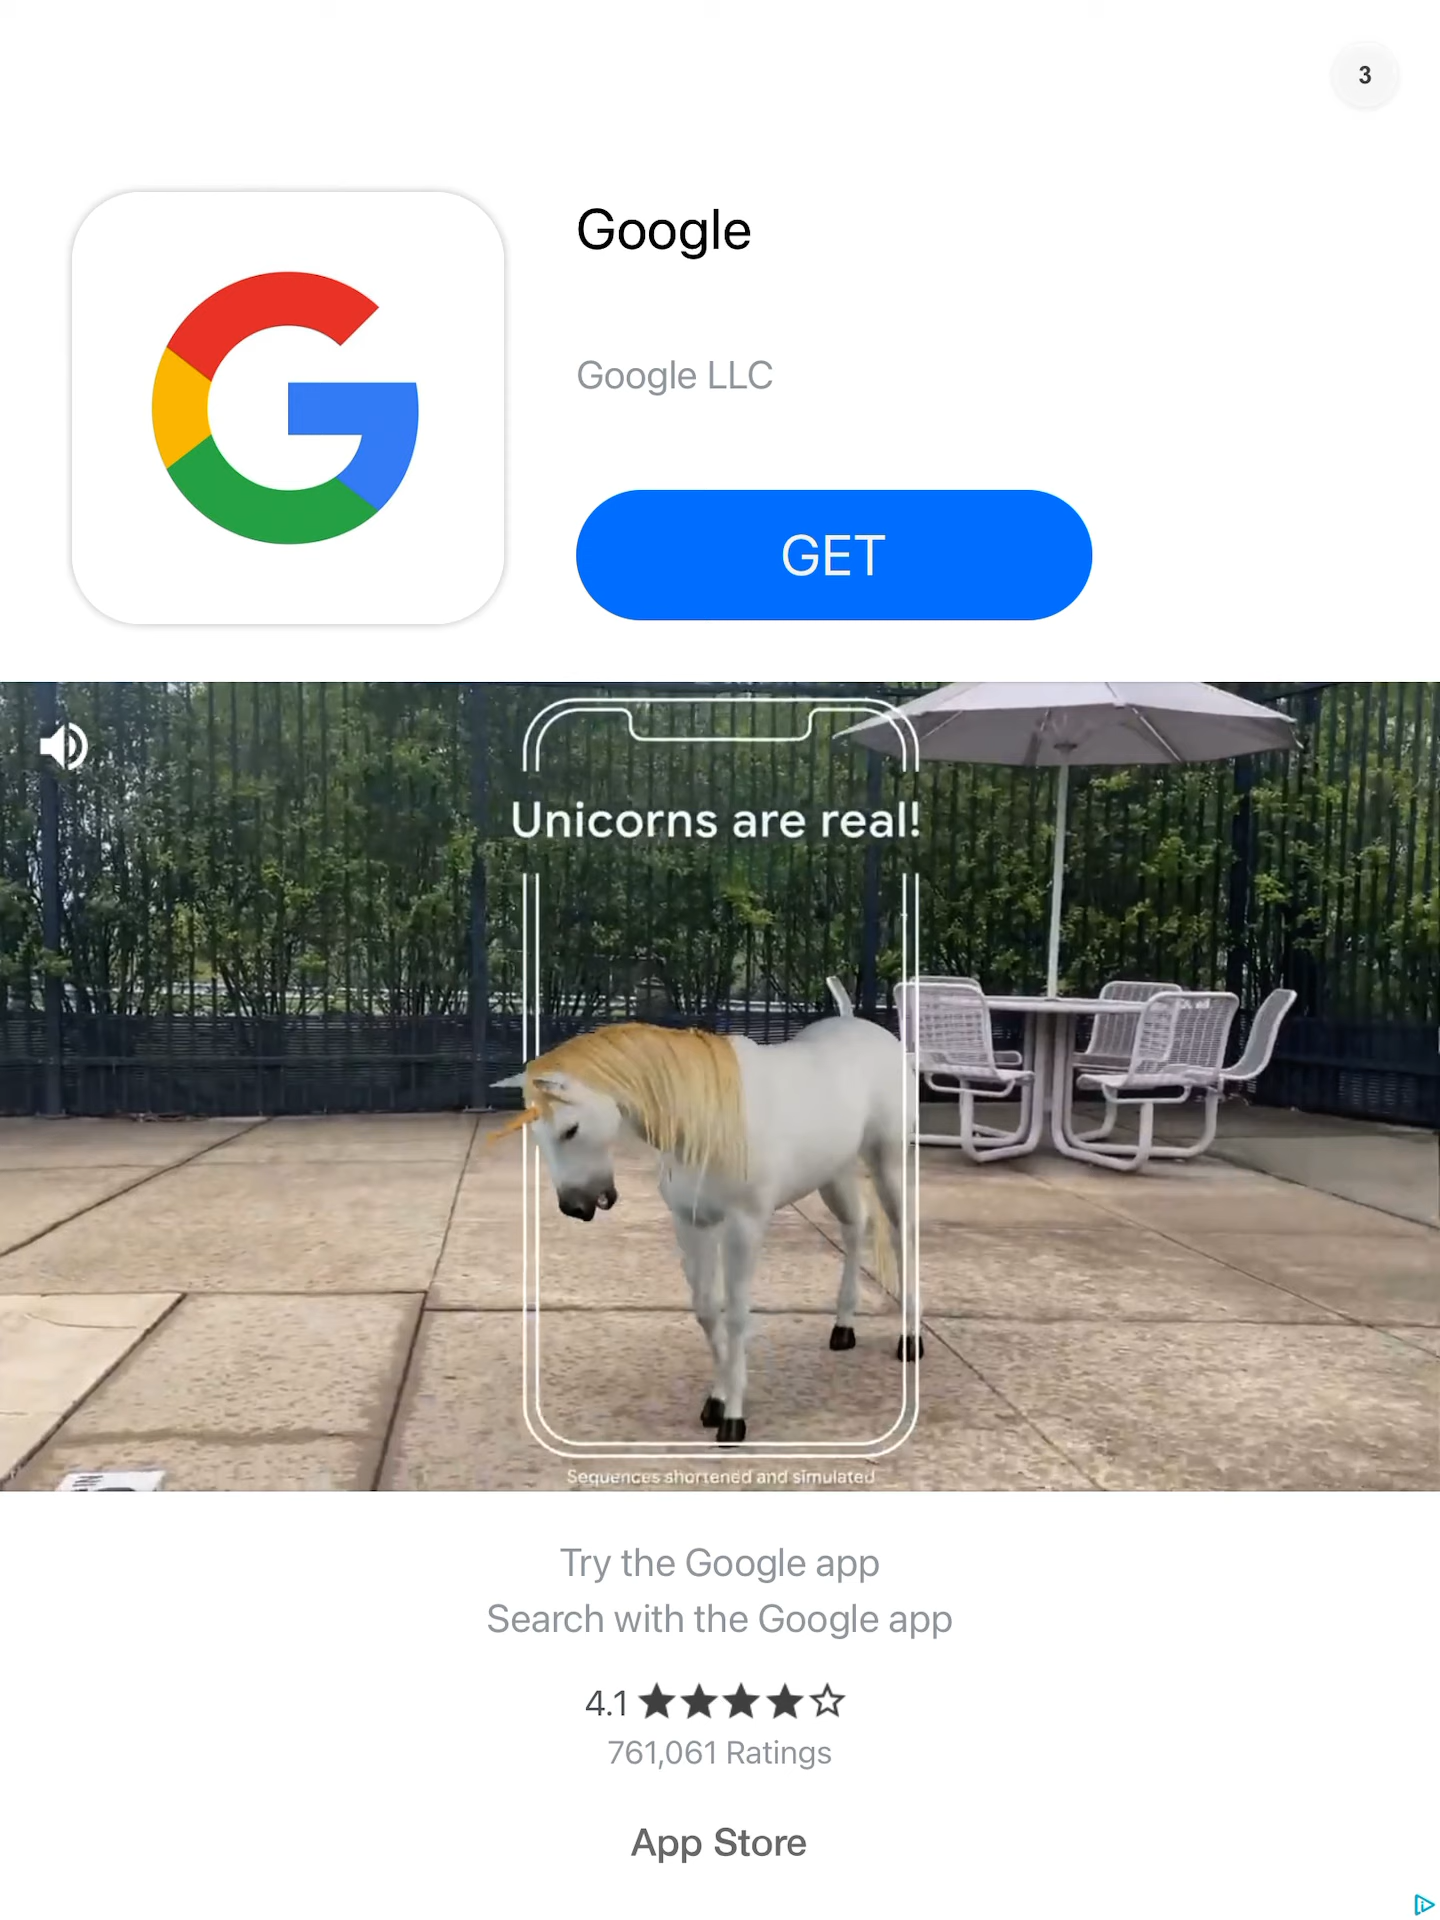 3
Google
Google LLC
GET
Unicorns are real!
Sequences shortened and simulated
Try the Google app
Search with the Google app
4.1
761,061 Ratings
App Store